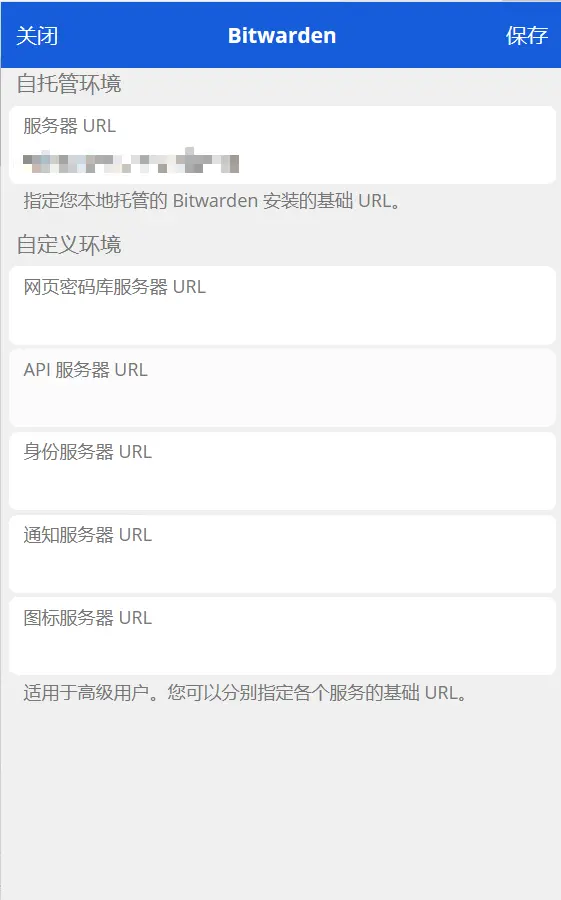 关闭
Bitwarden
保存
自托管环境
服务器 URL
指定您本地托管的 Bitwarden 安装的基础 URL。
自定义环境
网页密码库服务器 URL
API 服务器 URL
身份服务器 URL
通知服务器 URL
图标服务器 URL
适用于高级用户。您可以分别指定各个服务的基础 URL。